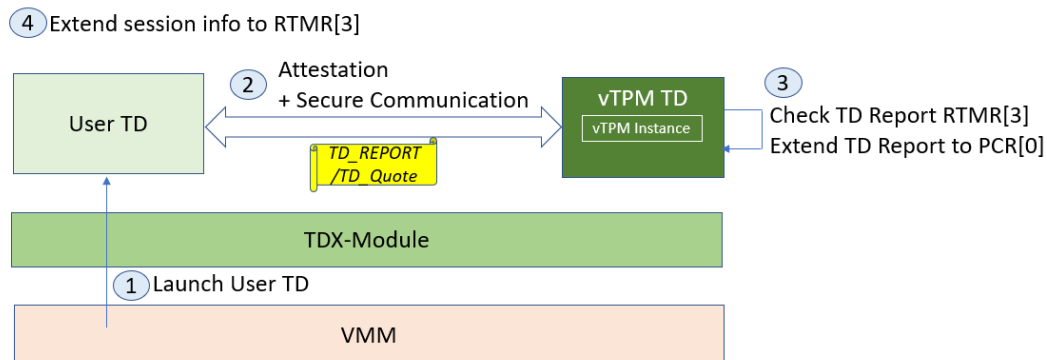 4 Extend session info to RTMR[3]
User TD
2 Attestation
+ Secure Communication
TD_REPORT
/TD_Quote
vTPM TD
vTPM Instance
3
Check TD Report RTMR[3]
Extend TD Report to PCR[0]
TDX-Module
1 Launch User TD
VMM